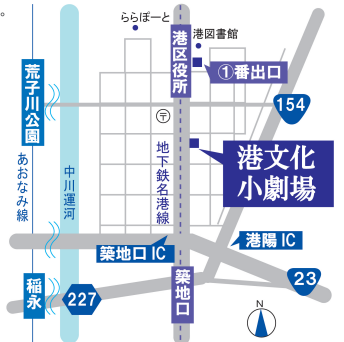 。
ららぽーと
港図書館
港区役所
①番出口
荒子川公園
154
〒
港文化
小劇場
あおなみ線
中川運河
地下鉄名港線
築地口 IC
港陽 IC
稲永
227
築地口
23
N